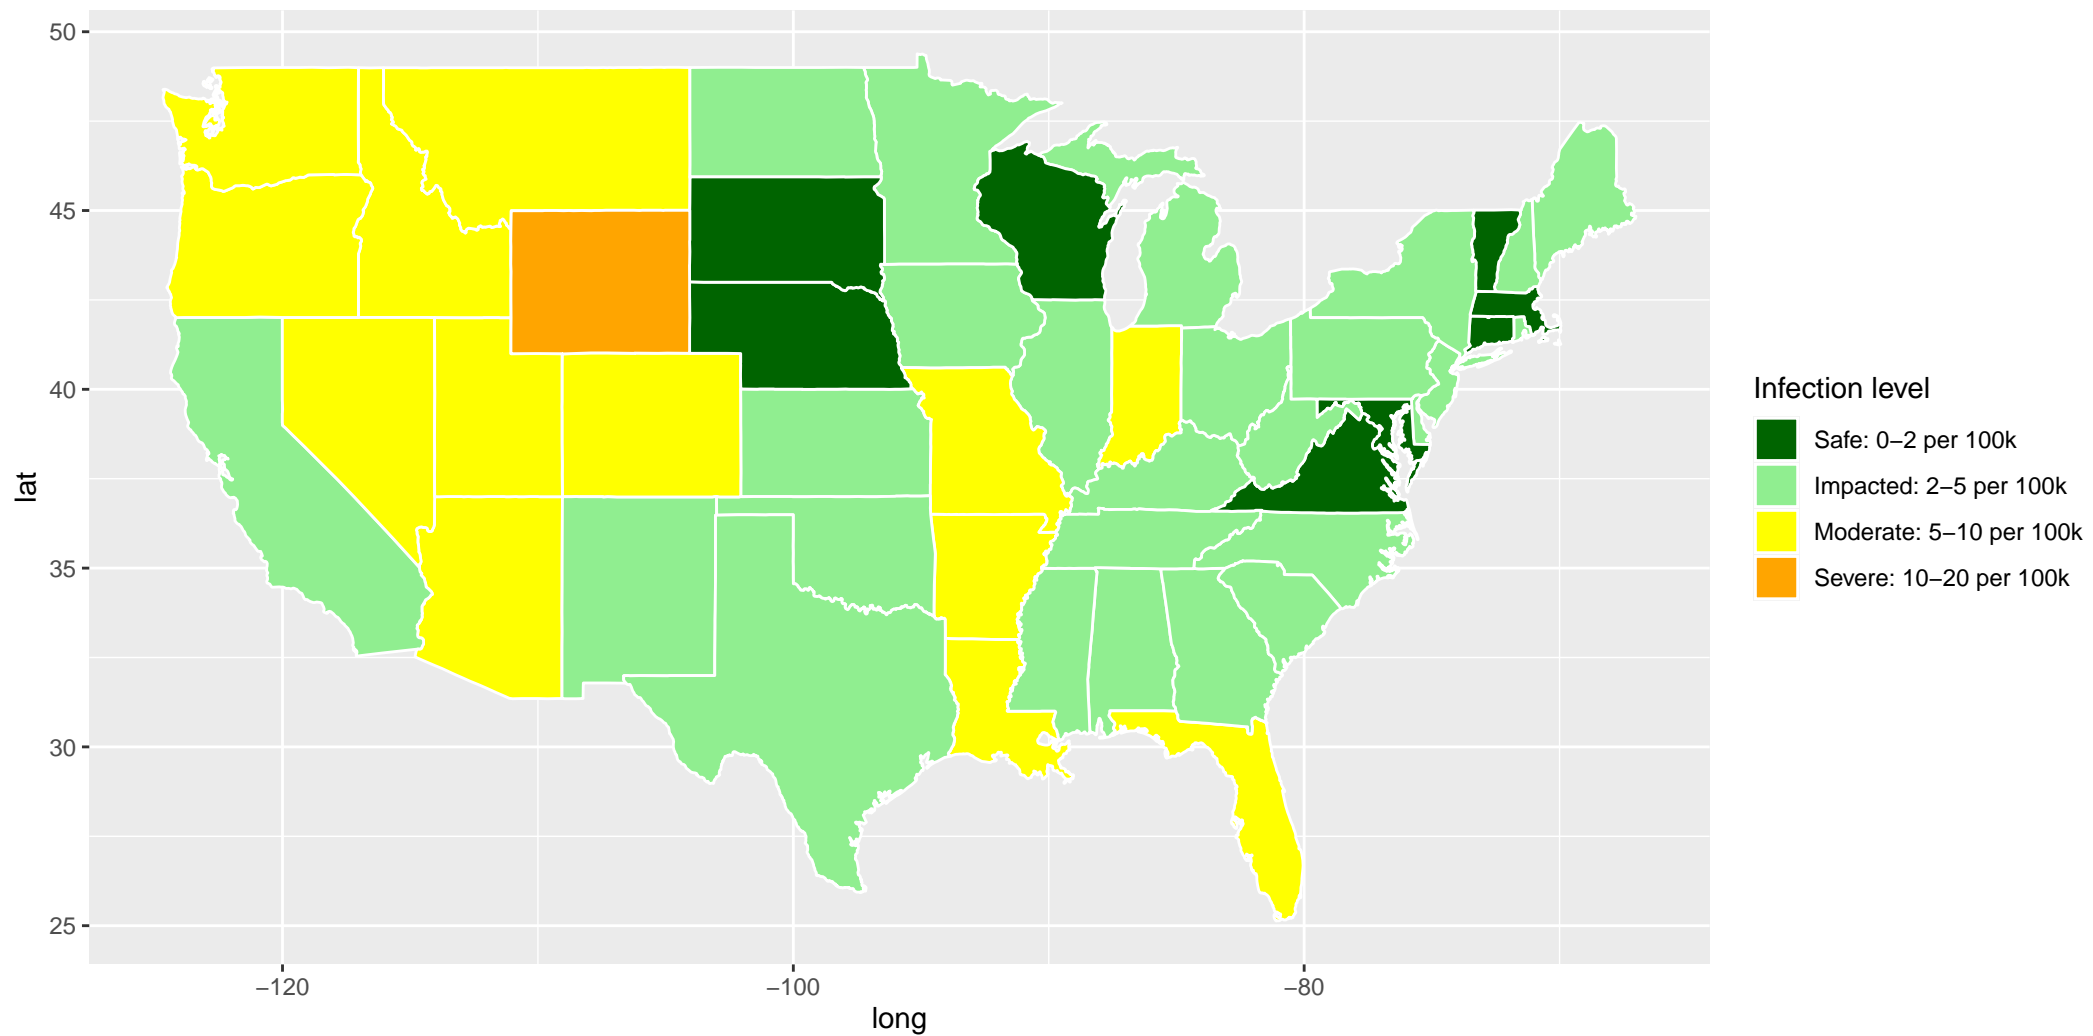 50
45
40
35
30
25
lat
−120
−100
−80
long
Infection level
Safe: 0−2 per 100k
Impacted: 2−5 per 100k
Moderate: 5−10 per 100k
Severe: 10−20 per 100k